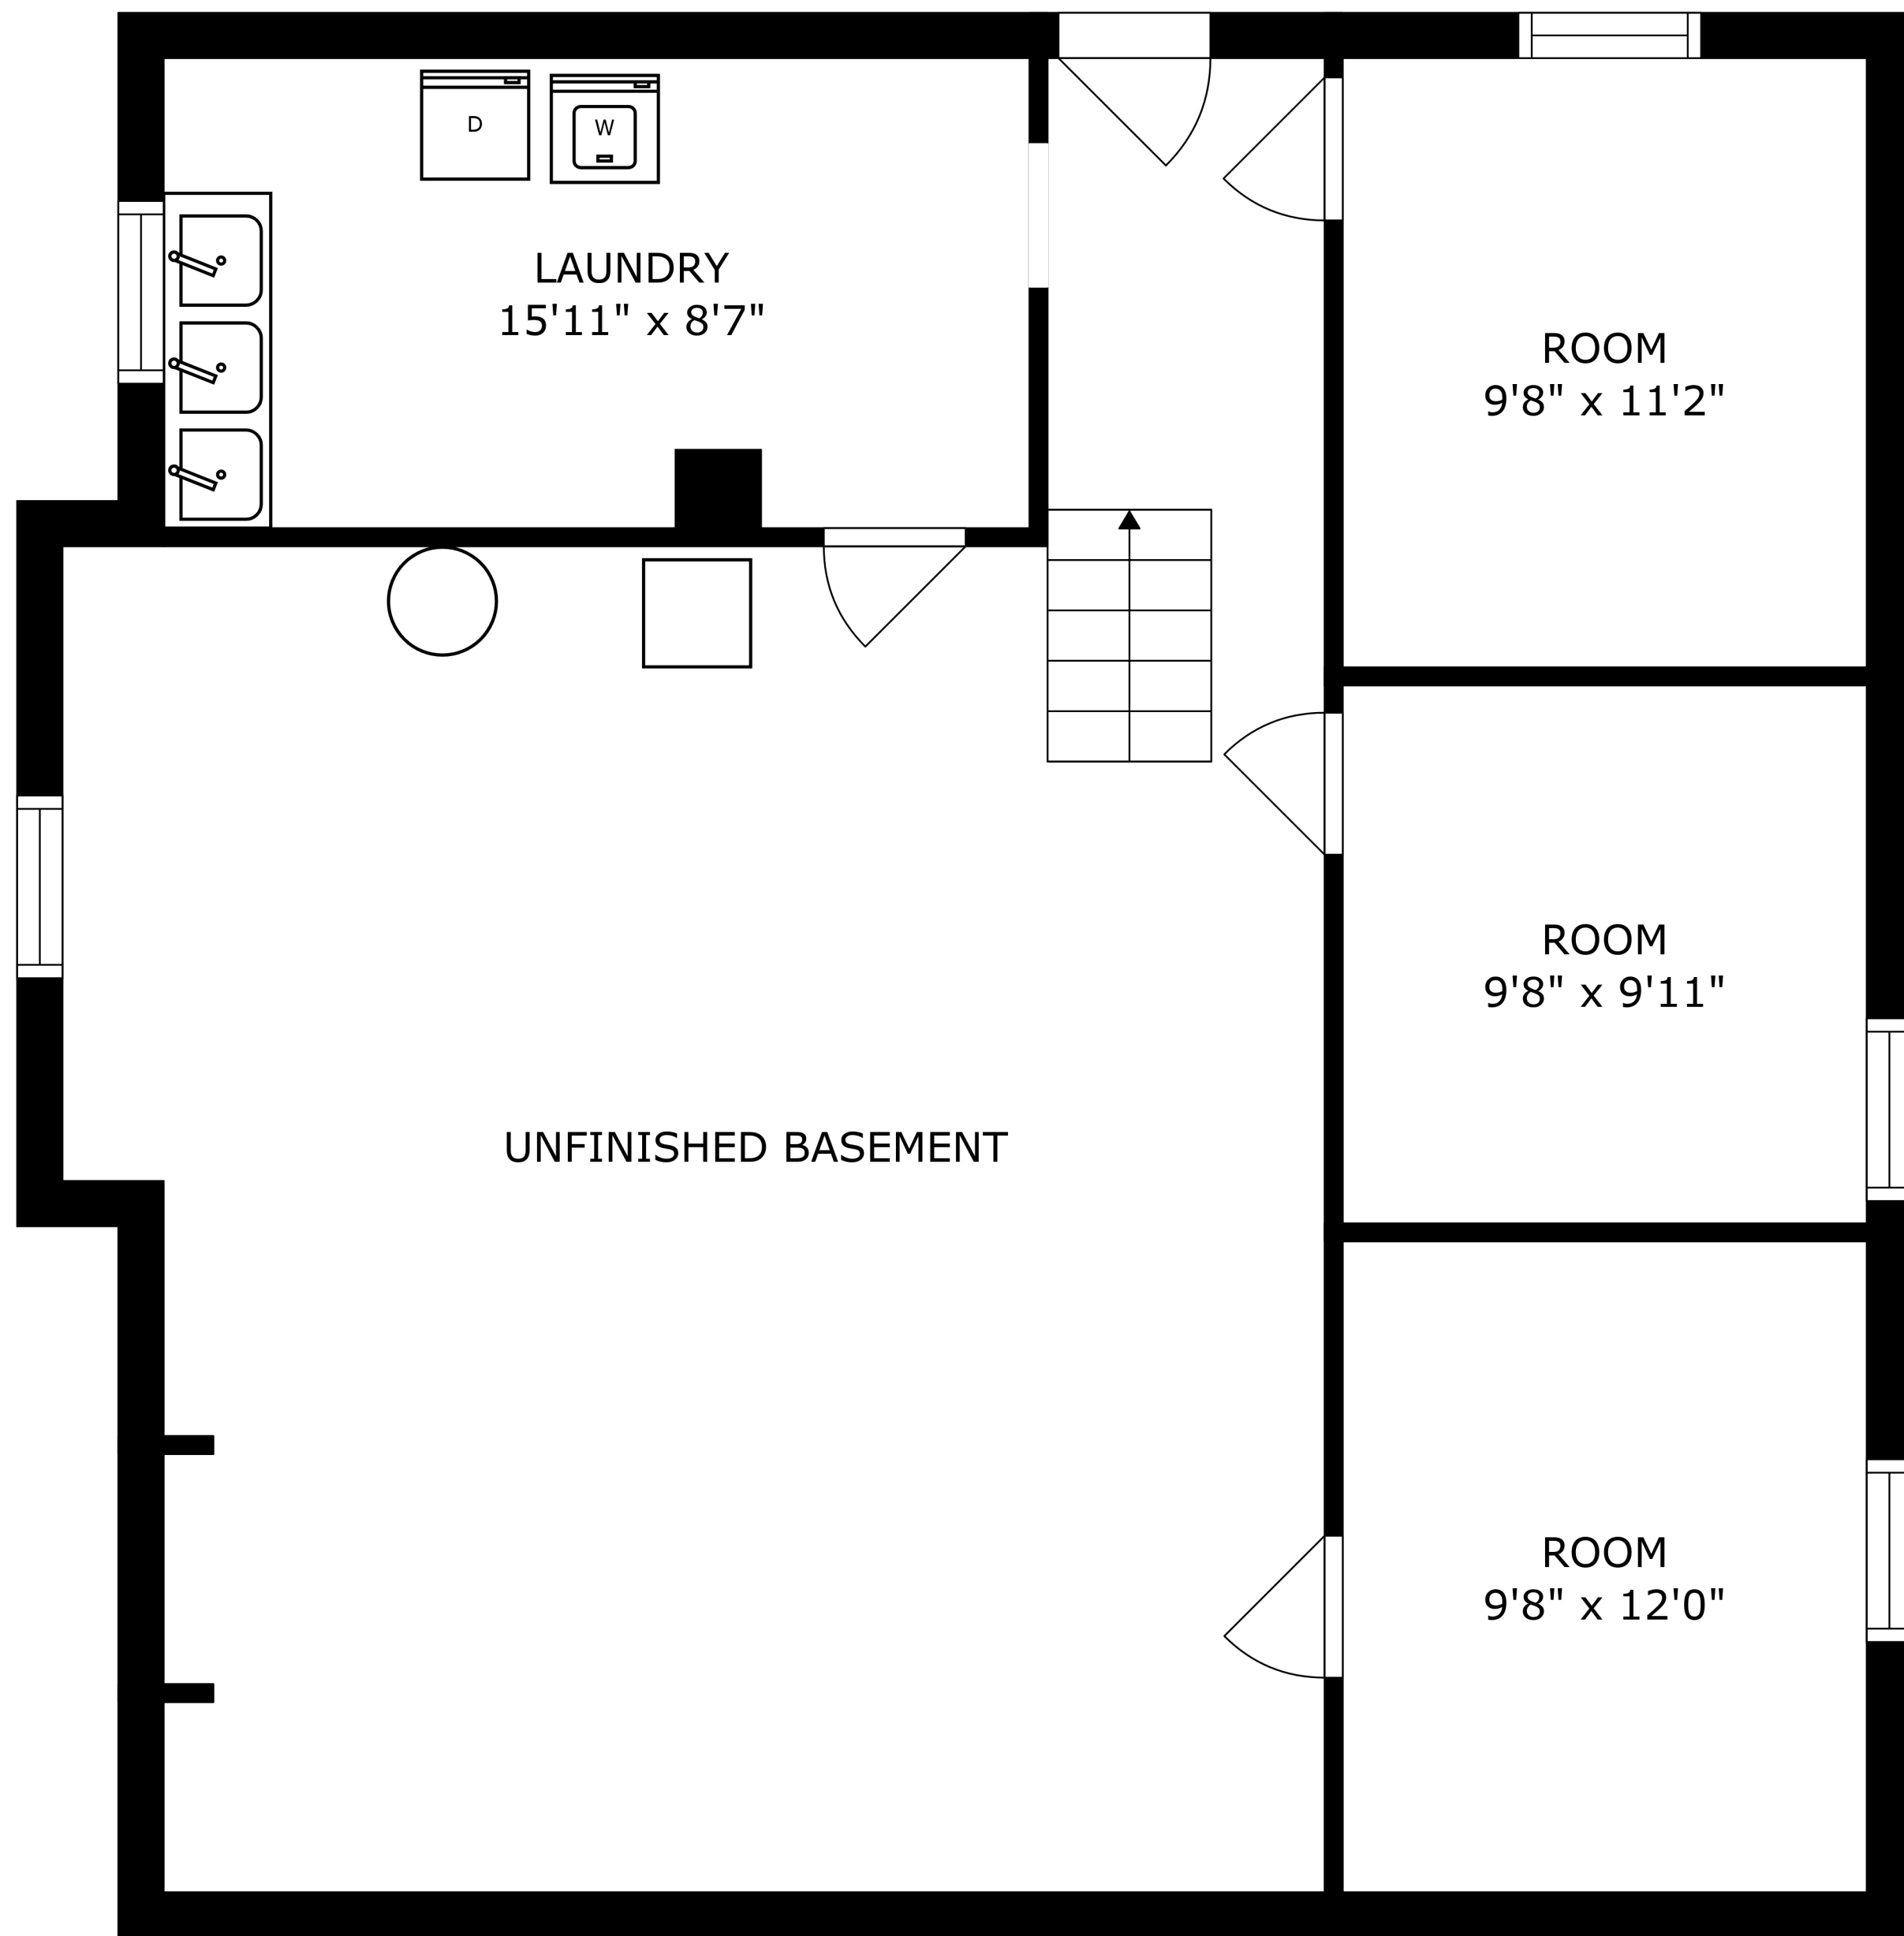 D
W
LAUNDRY
15'11" x 8'7"
ROOM
9'8" x 11'2"
ROOM
9'8" x 9'11"
UNFINISHED BASEMENT
ROOM
9'8" x 12'0"